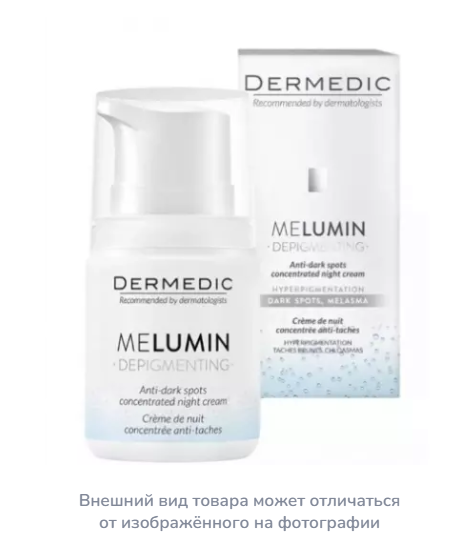 DERMEDIC
Recommended by dermatologists
MELUMIN
·DEPIGMENTING·
Anti-dark spots
concentrated night cream
HYPERPIGMENTATION
DARK SPOTS, MELASMA
Crème de nuit
concentrée anti-taches
HYPERPIGMENTATION
TACHES BRUNES, CHLOASMAS
DERMEDIC
Recommended by dermatologists
MELUMIN
·DEPIGMENTING·
Anti-dark spots
concentrated night cream
Crème de nuit
concentrée anti-taches
Внешний вид товара может отличаться
от изображённого на фотографии